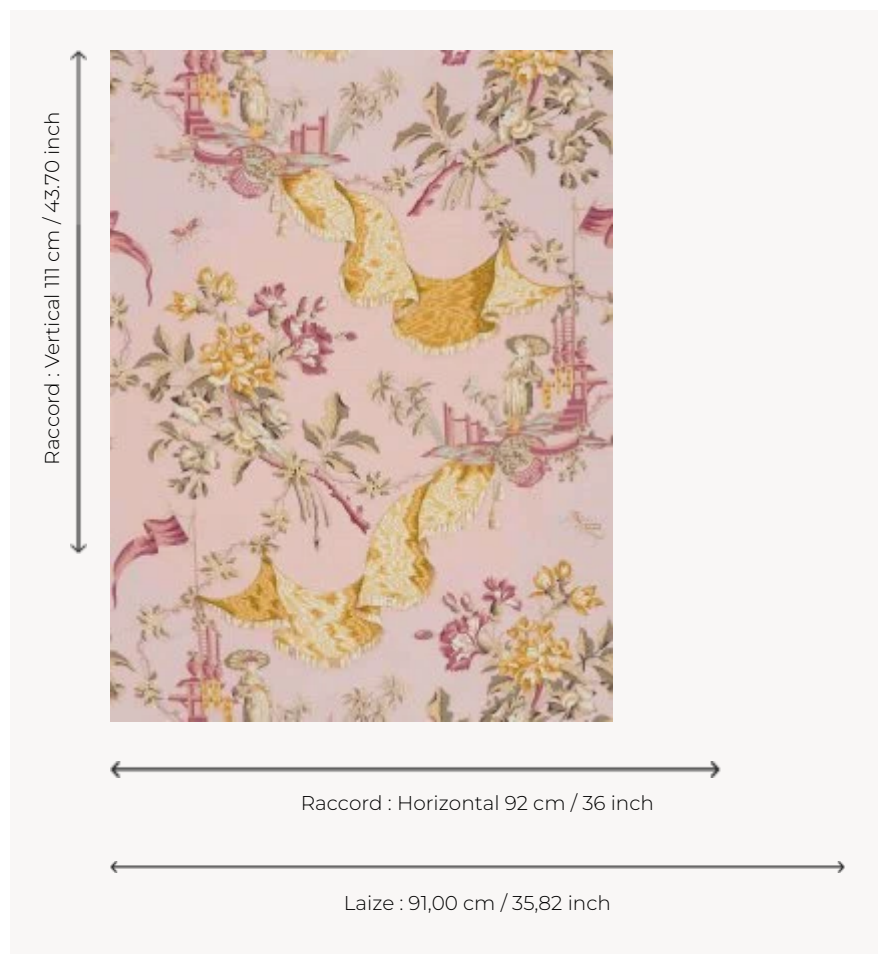 Raccord : Vertical 111 cm / 43.70 inch
Raccord : Horizontal 92 cm / 36 inch
Laize : 91,00 cm / 35,82 inch